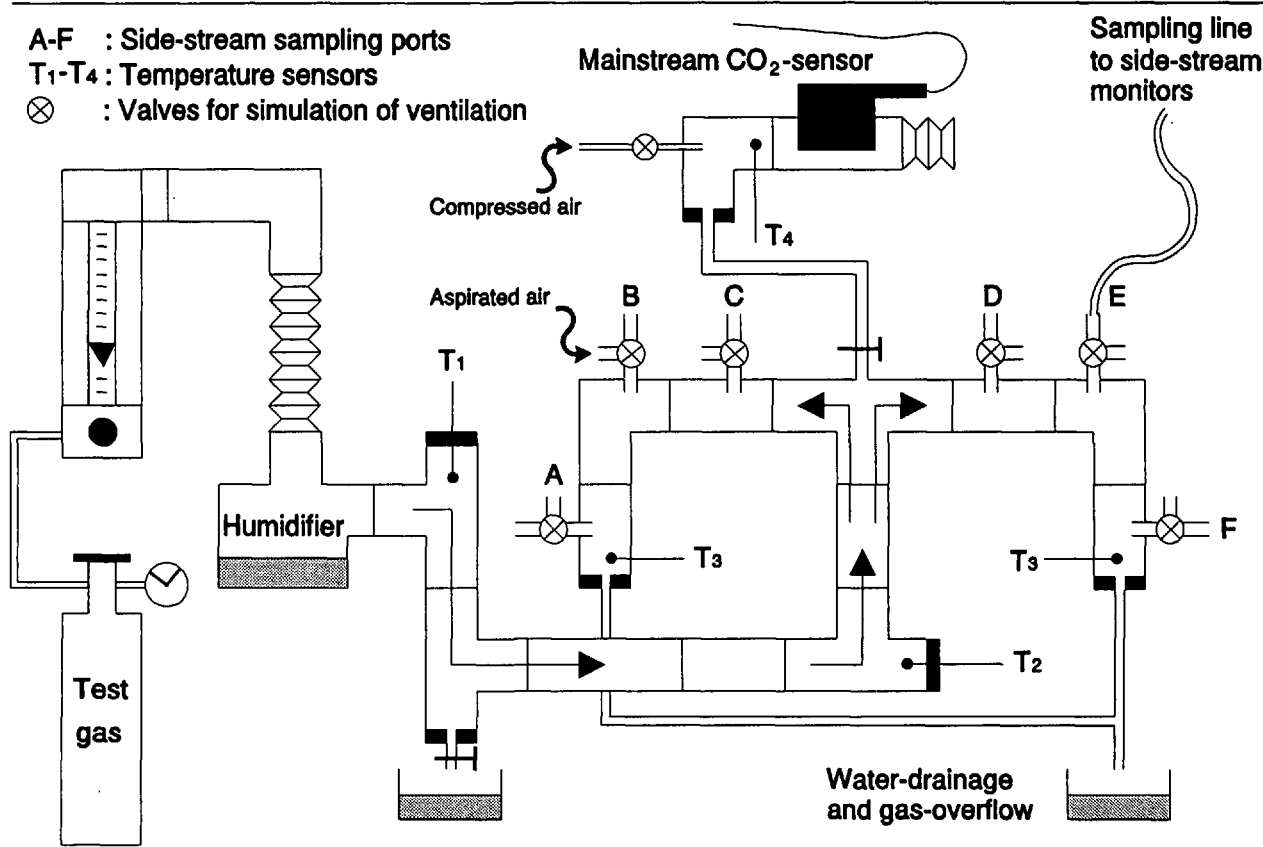 A-F : Side-stream sampling ports
T1-T4 : Temperature sensors
: Valves for simulation of ventilation
Mainstream CO2-sensor
Sampling line
to side-stream
monitors
Compressed air
T4
Aspirated air
B
C
D
E
T1
A
F
Humidifier
T3
T3
T2
Test
gas
Water-drainage
and gas-overflow